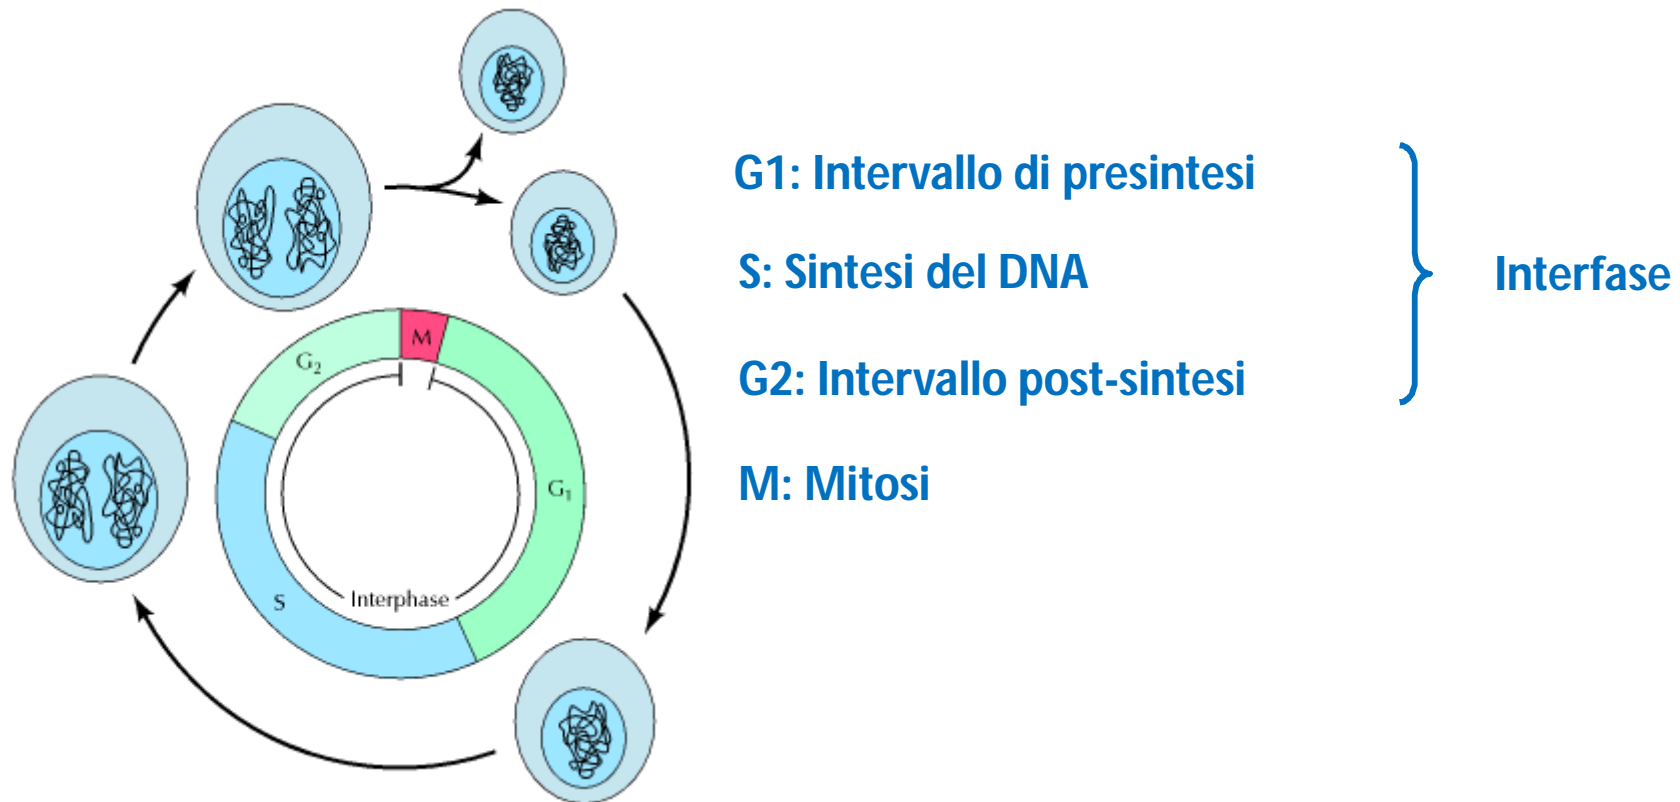 G1: Intervallo di presintesi
S: Sintesi del DNA
G2: Intervallo post-sintesi
Interfase
M: Mitosi
M
G₂
G₁
S
Interphase